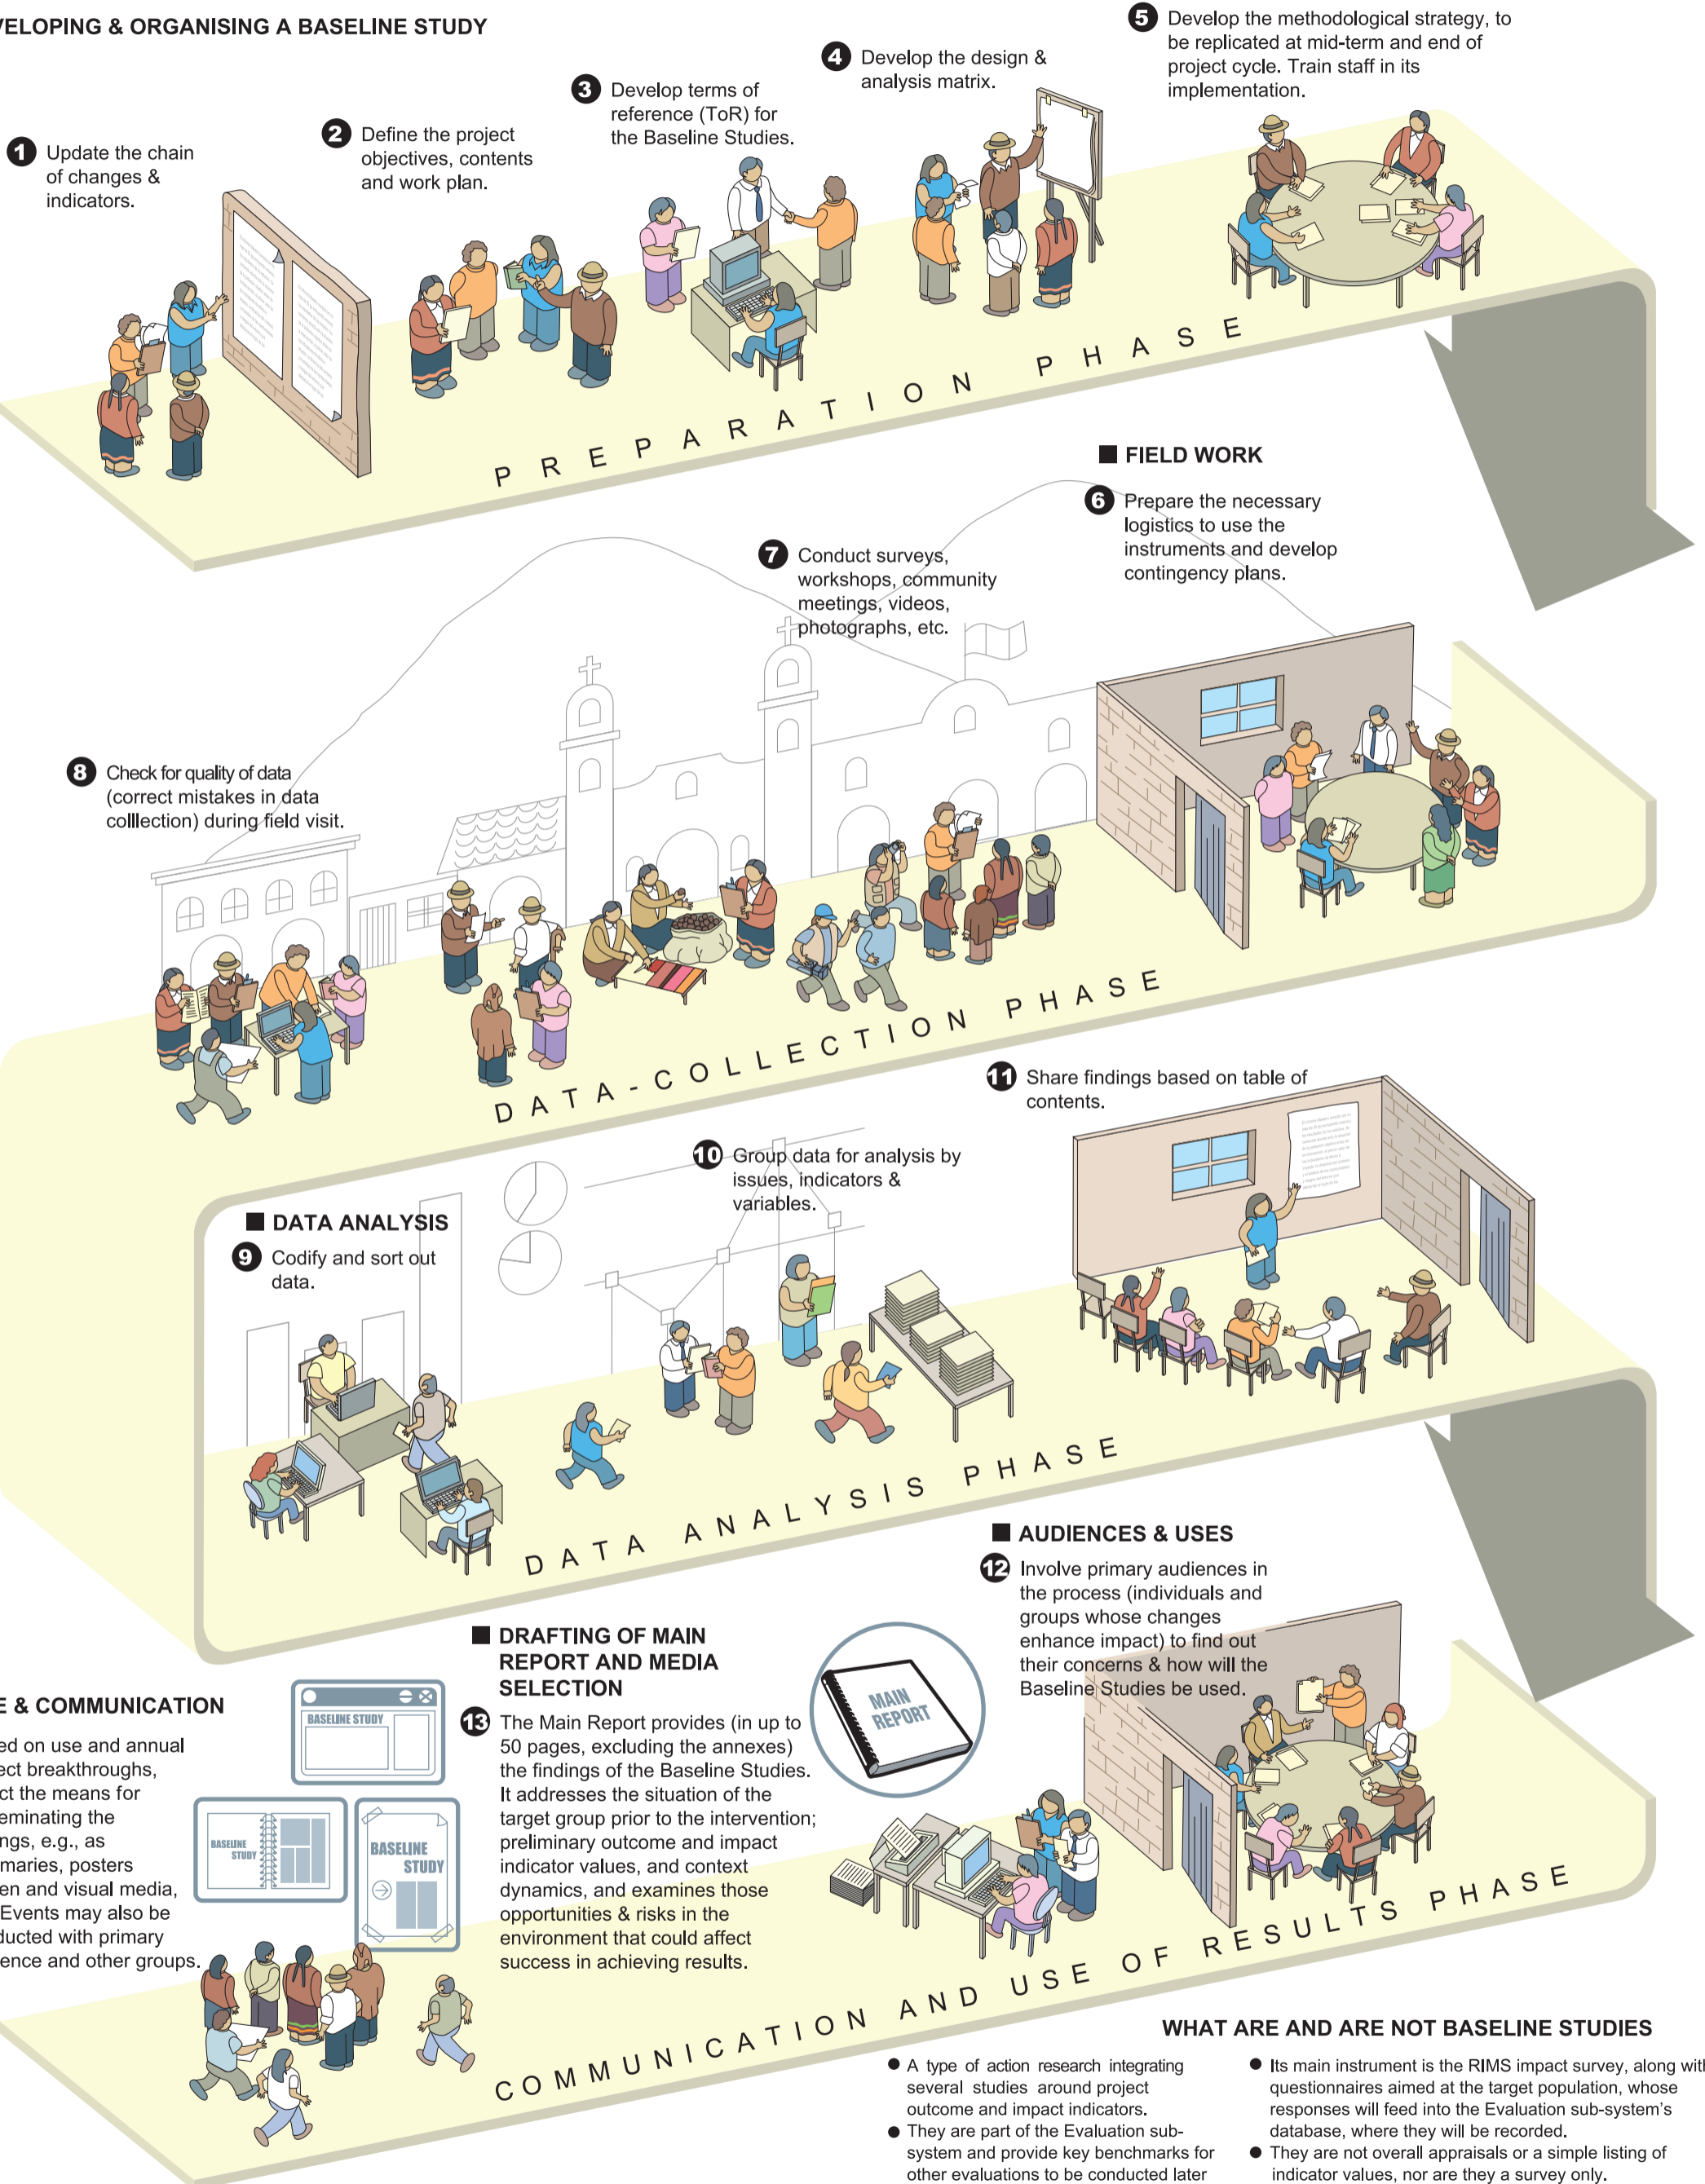 VELOPING & ORGANISING A BASELINE STUDY
1 Update the chain
of changes &
indicators.
2 Define the project
objectives, contents
and work plan.
3 Develop terms of
reference (ToR) for
the Baseline Studies.
4 Develop the design &
analysis matrix.
5 Develop the methodological strategy, to
be replicated at mid-term and end of
project cycle. Train staff in its
implementation.
PREPARATION PHASE
■ FIELD WORK
6 Prepare the necessary
logistics to use the
instruments and develop
contingency plans.
7 Conduct surveys,
workshops, community
meetings, videos,
photographs, etc.
8 Check for quality of data
(correct mistakes in data
colllection) during field visit.
DATA-COLLECTION PHASE
■ DATA ANALYSIS
9 Codify and sort out
data.
10 Group data for analysis by
issues, indicators &
variables.
11 Share findings based on table of
contents.
DATA ANALYSIS PHASE
■ AUDIENCES & USES
12 Involve primary audiences in
the process (individuals and
groups whose changes
enhance impact) to find out
their concerns & how will the
Baseline Studies be used.
■ DRAFTING OF MAIN
REPORT AND MEDIA
SELECTION
13 The Main Report provides (in up to
50 pages, excluding the annexes)
the findings of the Baseline Studies.
It addresses the situation of the
target group prior to the intervention;
preliminary outcome and impact
indicator values, and context
dynamics, and examines those
opportunities & risks in the
environment that could affect
success in achieving results.
MAIN
REPORT
E & COMMUNICATION
ed on use and annual
ect breakthroughs,
ct the means for
eminating the
ngs, e.g., as
maries, posters
en and visual media,
Events may also be
ducted with primary
ence and other groups.
BASELINE STUDY
BASELINE
STUDY
BASELINE
STUDY
COMMUNICATION AND USE OF RESULTS PHASE
WHAT ARE AND ARE NOT BASELINE STUDIES
● A type of action research integrating
several studies around project
outcome and impact indicators.
● They are part of the Evaluation sub-
system and provide key benchmarks for
other evaluations to be conducted later
● Its main instrument is the RIMS impact survey, along with
questionnaires aimed at the target population, whose
responses will feed into the Evaluation sub-system's
database, where they will be recorded.
● They are not overall appraisals or a simple listing of
indicator values, nor are they a survey only.